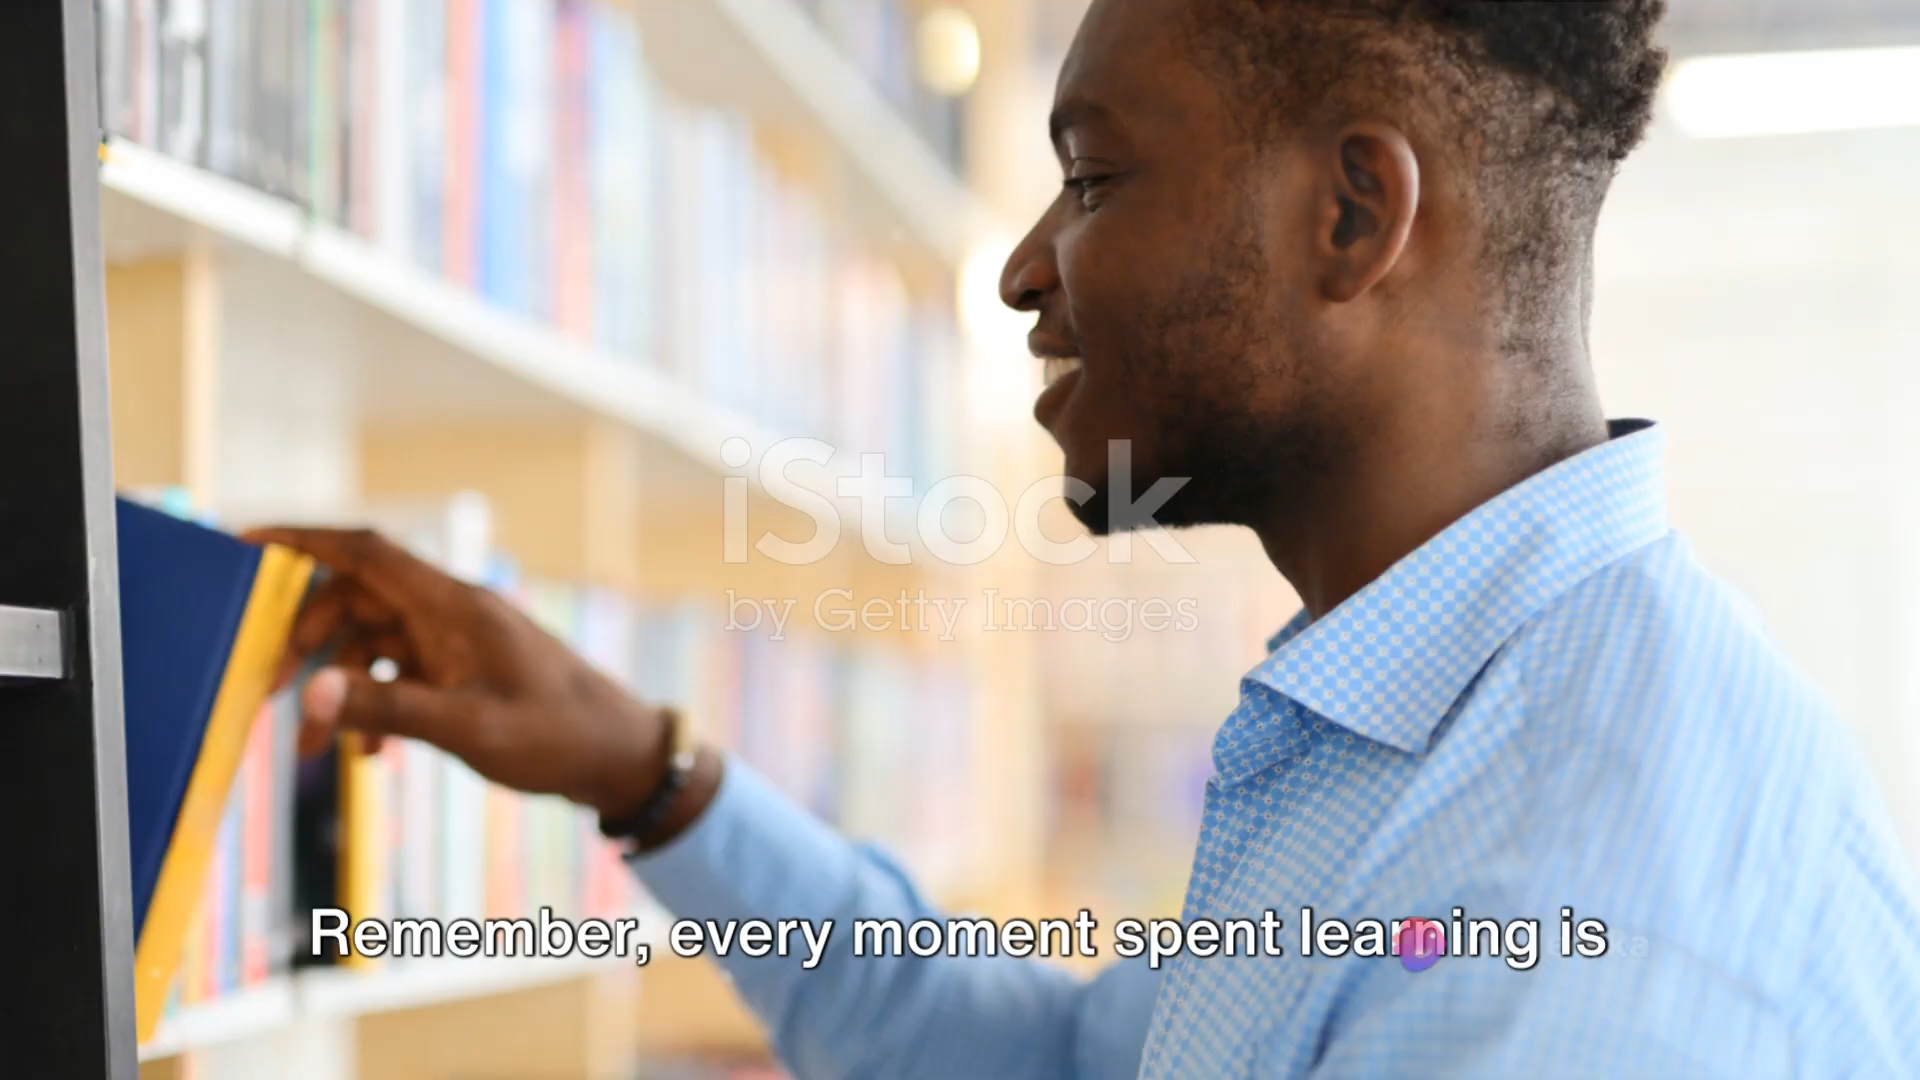 iStock
by Getty Images
Remember, every moment spent learning is